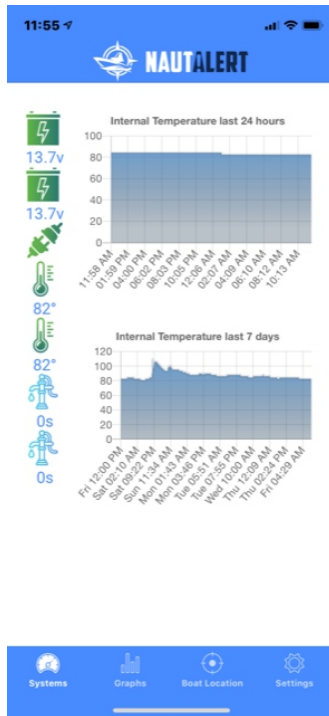 11:55
NAUTALERT
Internal Temperature last 24 hours
100
80
60
40
20
0
11:58 AM
01:59 PM
04:00 PM
06:02 PM
08:03 PM
10:05 PM
12:06 AM
02:07 AM
04:09 AM
06:10 AM
08:12 AM
10:13 AM
13.7v
13.7v
82°
82°
0s
0s
Internal Temperature last 7 days
120
100
80
60
40
20
0
Fri 12:00 PM
Sat 02:10 AM
Sat 09:22 PM
Sun 11:34 AM
Mon 01:43 AM
Mon 03:46 PM
Tue 05:51 AM
Tue 07:55 PM
Wed 10:00 AM
Thu 12:09 AM
Thu 02:24 PM
Fri 04:29 AM
Systems
Graphs
Boat Location
Settings